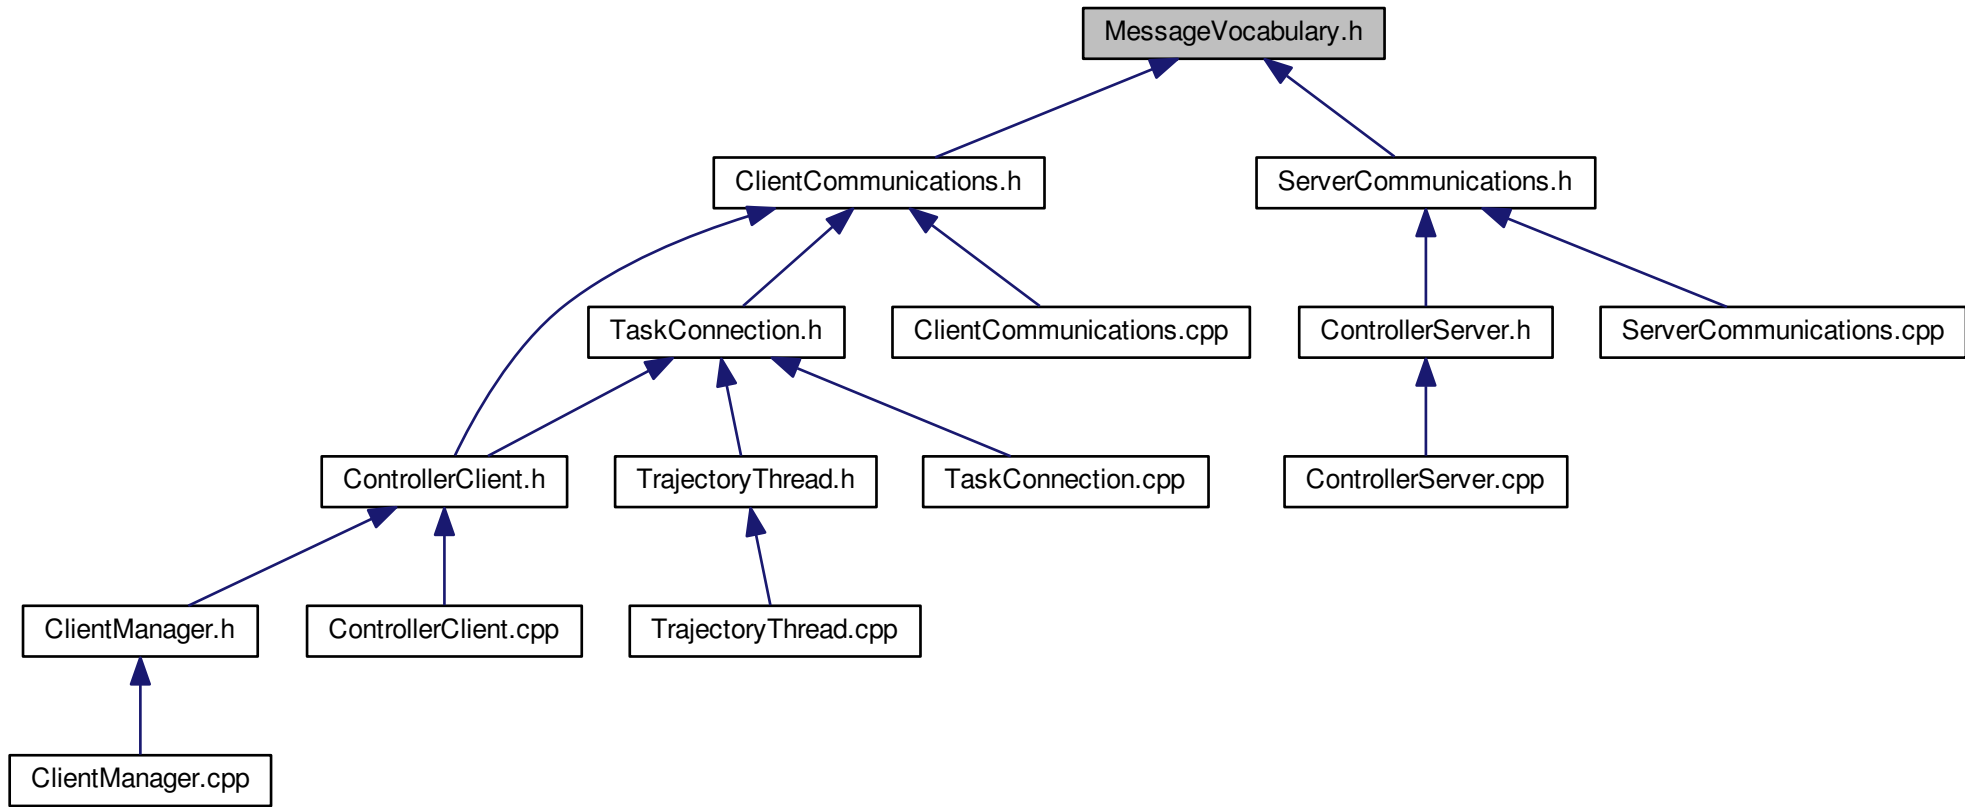 MessageVocabulary.h
ClientCommunications.h
ServerCommunications.h
TaskConnection.h
ClientCommunications.cpp
ControllerServer.h
ServerCommunications.cpp
ControllerClient.h
TrajectoryThread.h
TaskConnection.cpp
ControllerServer.cpp
ClientManager.h
ControllerClient.cpp
TrajectoryThread.cpp
ClientManager.cpp